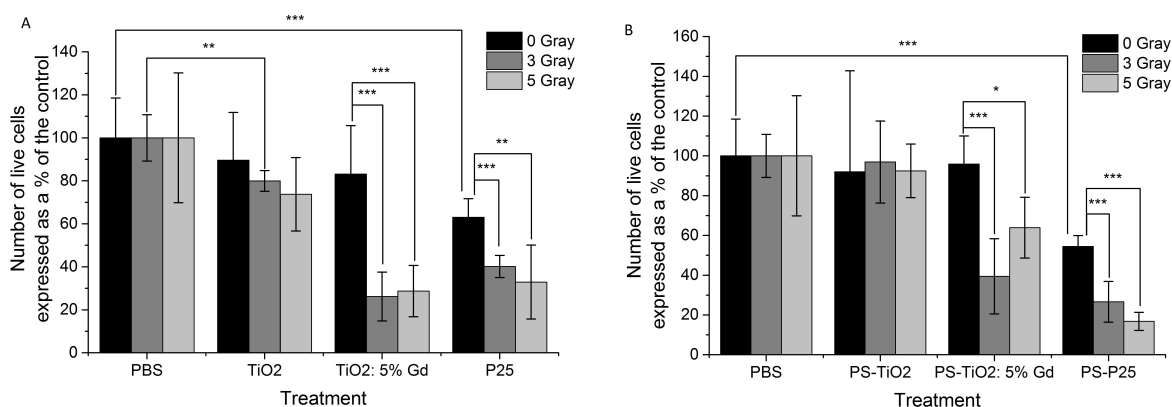 A
***
**
***
***
**
***
0 Gray
3 Gray
5 Gray
140
120
100
80
60
40
20
0
Number of live cells
expressed as a % of the control
PBS
TiO2
TiO2: 5% Gd
P25
Treatment
B
***
*
***
***
***
0 Gray
3 Gray
5 Gray
160
140
120
100
80
60
40
20
0
Number of live cells
expressed as a % of the control
PBS
PS-TiO2
PS-TiO2: 5% Gd
PS-P25
Treatment